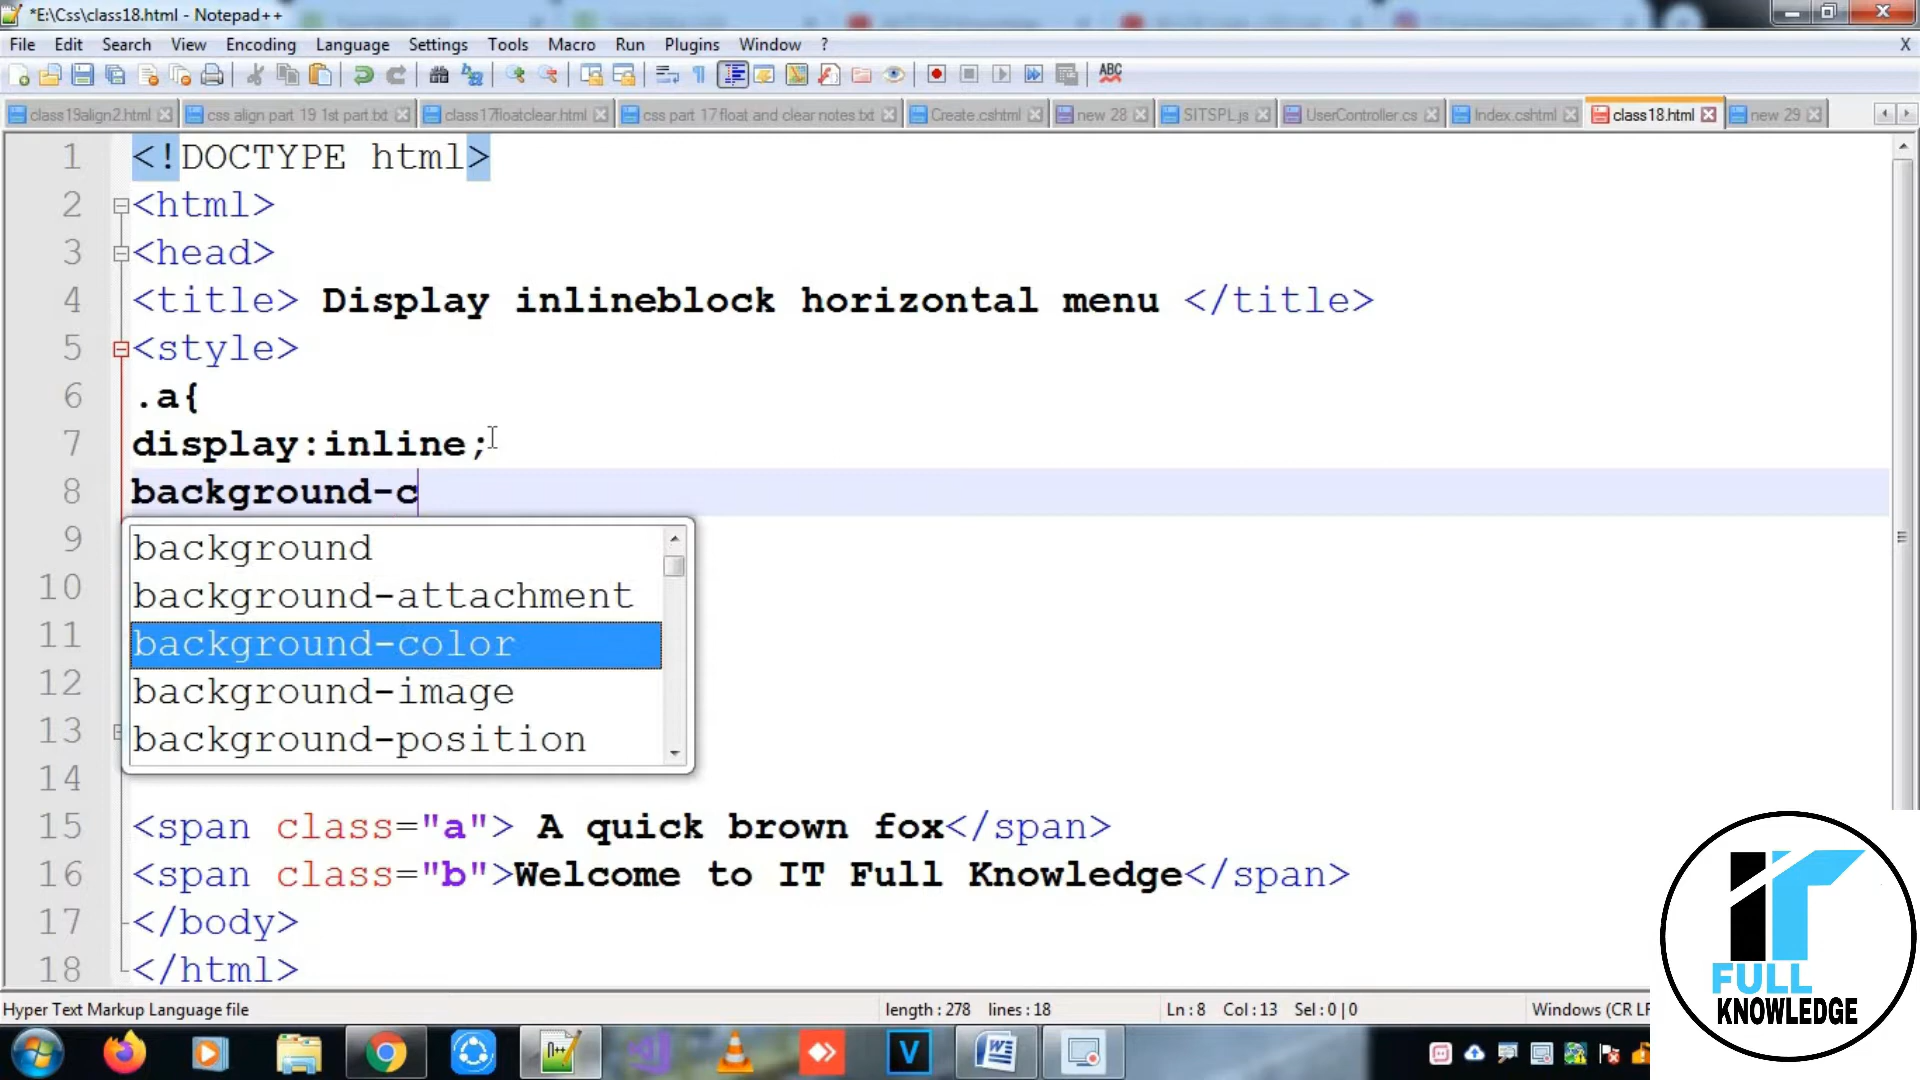 *E:\Css\class18.html - Notepad++
File Edit Search View Encoding Language Settings Tools Macro Run Plugins Window ? X
class19align2.html css align part 19 1st part.txt class17floatclear.html css part 17 float and clear notes.txt Create.cshtml new 28 SITSPL.js UserController.cs Index.cshtml class18.html new 29
1 <!DOCTYPE html>
2 <html>
3 <head>
4 <title> Display inlineblock horizontal menu </title>
5 <style>
6 .a{
7 display:inline;
8 background-c
9 background
10 background-attachment
11 background-color
12 background-image
13 background-position
14
15 <span class="a"> A quick brown fox</span>
16 <span class="b">Welcome to IT Full Knowledge</span>
17 </body>
18 </html>
Hyper Text Markup Language file length : 278 lines : 18 Ln : 8 Col : 13 Sel : 0 | 0 Windows (CR LF
IT
FULL
KNOWLEDGE